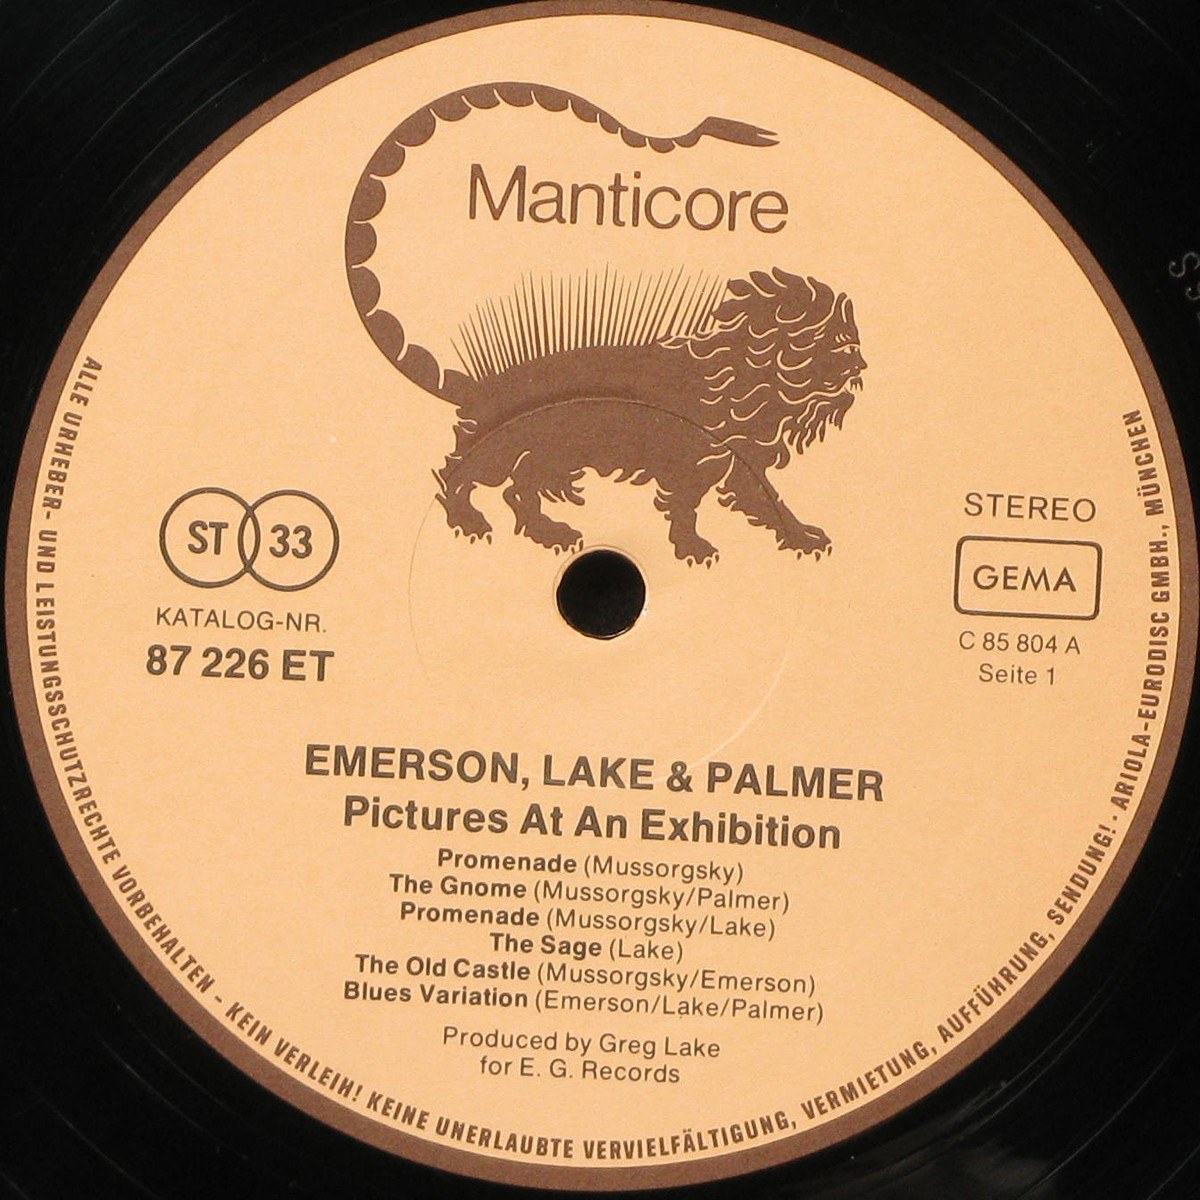 Manticore
ST 33
KATALOG-NR.
87 226 ET
STEREO
GEMA
C 85 804 A
Seite 1
EMERSON, LAKE & PALMER
Pictures At An Exhibition
Promenade (Mussorgsky)
The Gnome (Mussorgsky/Palmer)
Promenade (Mussorgsky/Lake)
The Sage (Lake)
The Old Castle (Mussorgsky/Emerson)
Blues Variation (Emerson/Lake/Palmer)
Produced by Greg Lake
for E. G. Records
ALLE URHEBER- UND LEISTUNGSSCHUTZRECHTE VORBEHALTEN - KEIN VERLEIH! KEINE UNERLAUBTE VERVIELFÄLTIGUNG, VERMIETUNG, AUFFÜHRUNG, SENDUNG! · ARIOLA-EURODISC GMBH., MÜNCHEN